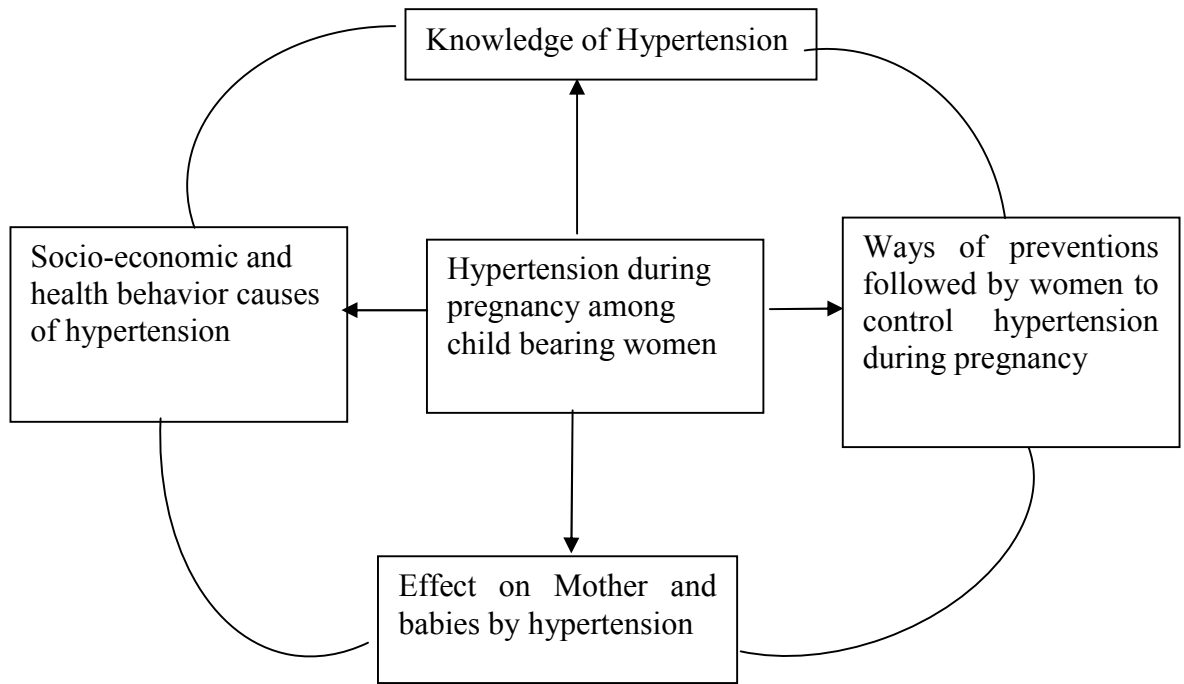 Knowledge of Hypertension
Socio-economic and
health behavior causes
of hypertension
Hypertension during
pregnancy among
child bearing women
Ways of preventions
followed by women to
control hypertension
during pregnancy
Effect on Mother and
babies by hypertension